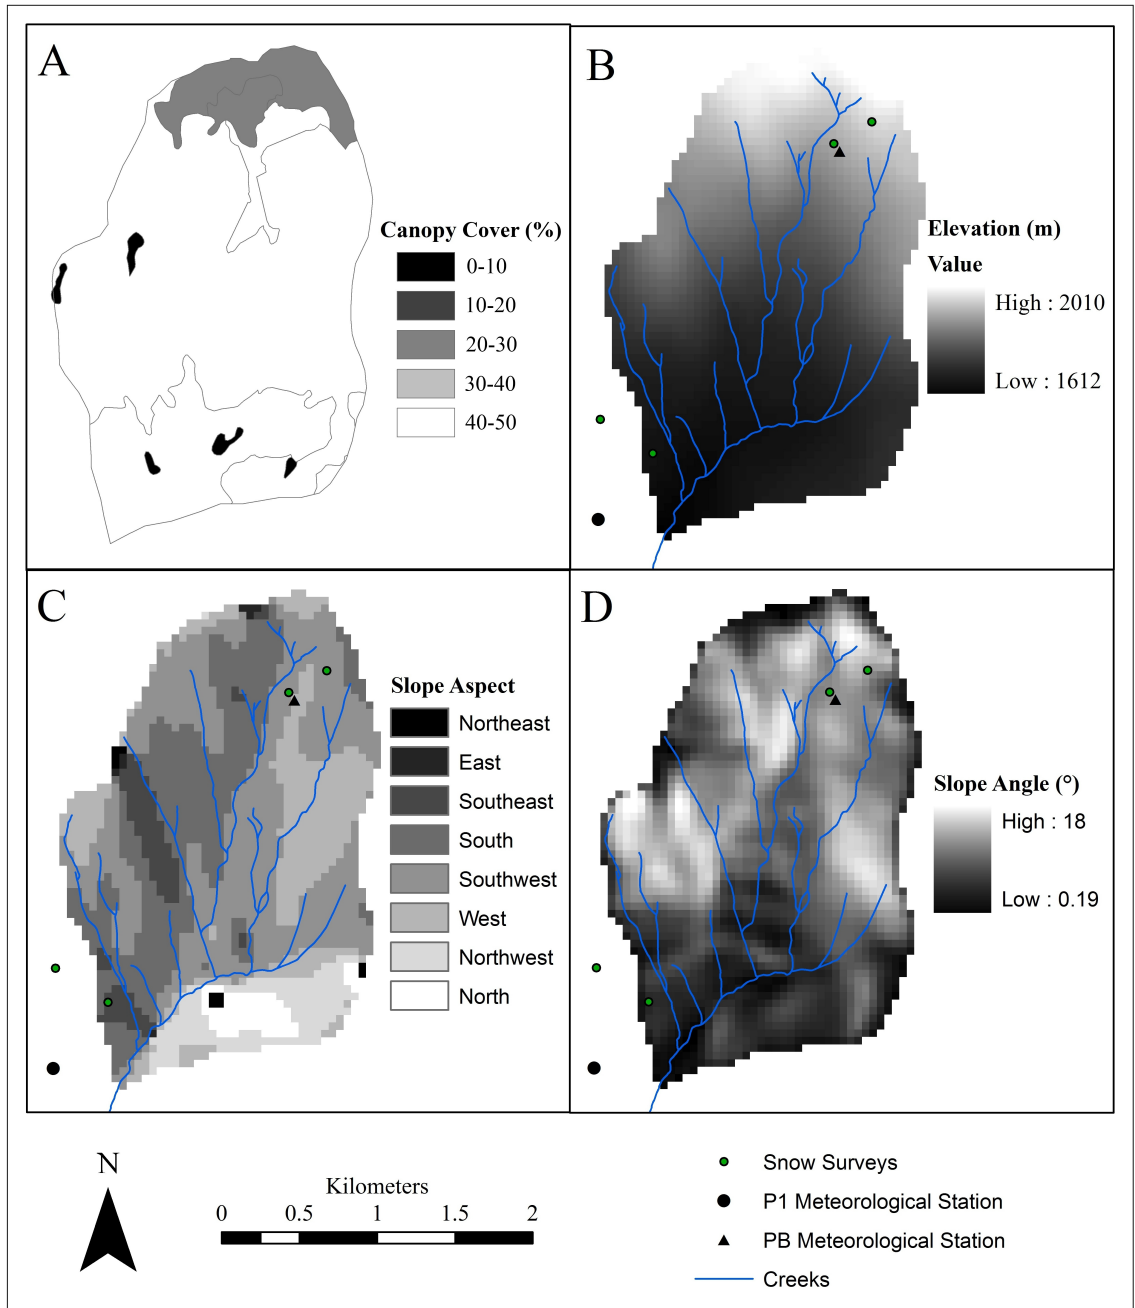 A
Canopy Cover (%)
0-10
10-20
20-30
30-40
40-50
B
Elevation (m)
Value
High : 2010
Low : 1612
C
Slope Aspect
Northeast
East
Southeast
South
Southwest
West
Northwest
North
D
Slope Angle (°)
High : 18
Low : 0.19
N
Kilometers
0 0.5 1 1.5 2
Snow Surveys
P1 Meteorological Station
PB Meteorological Station
Creeks